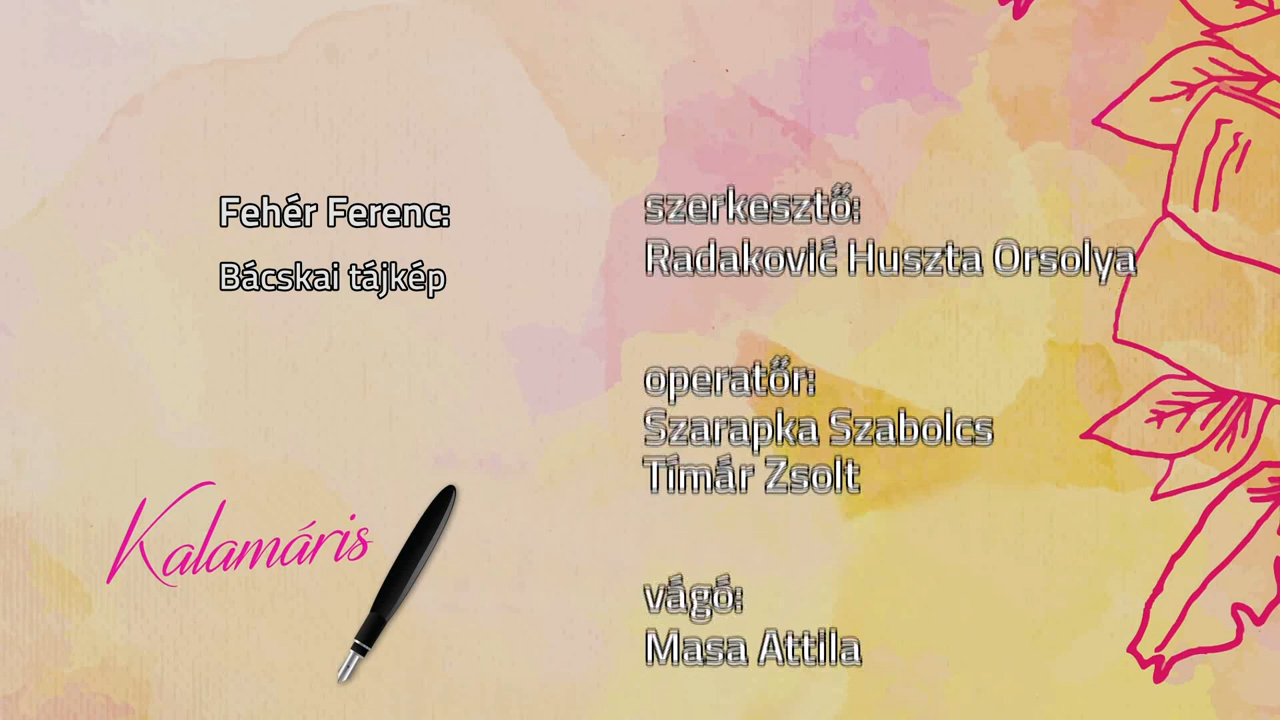 Fehér Ferenc:
Bácskai tájkép
Kalamáris
szerkesztő:
Radaković Huszta Orsolya
operatőr:
Szarapka Szabolcs
Tímár Zsolt
vágó:
Masa Attila